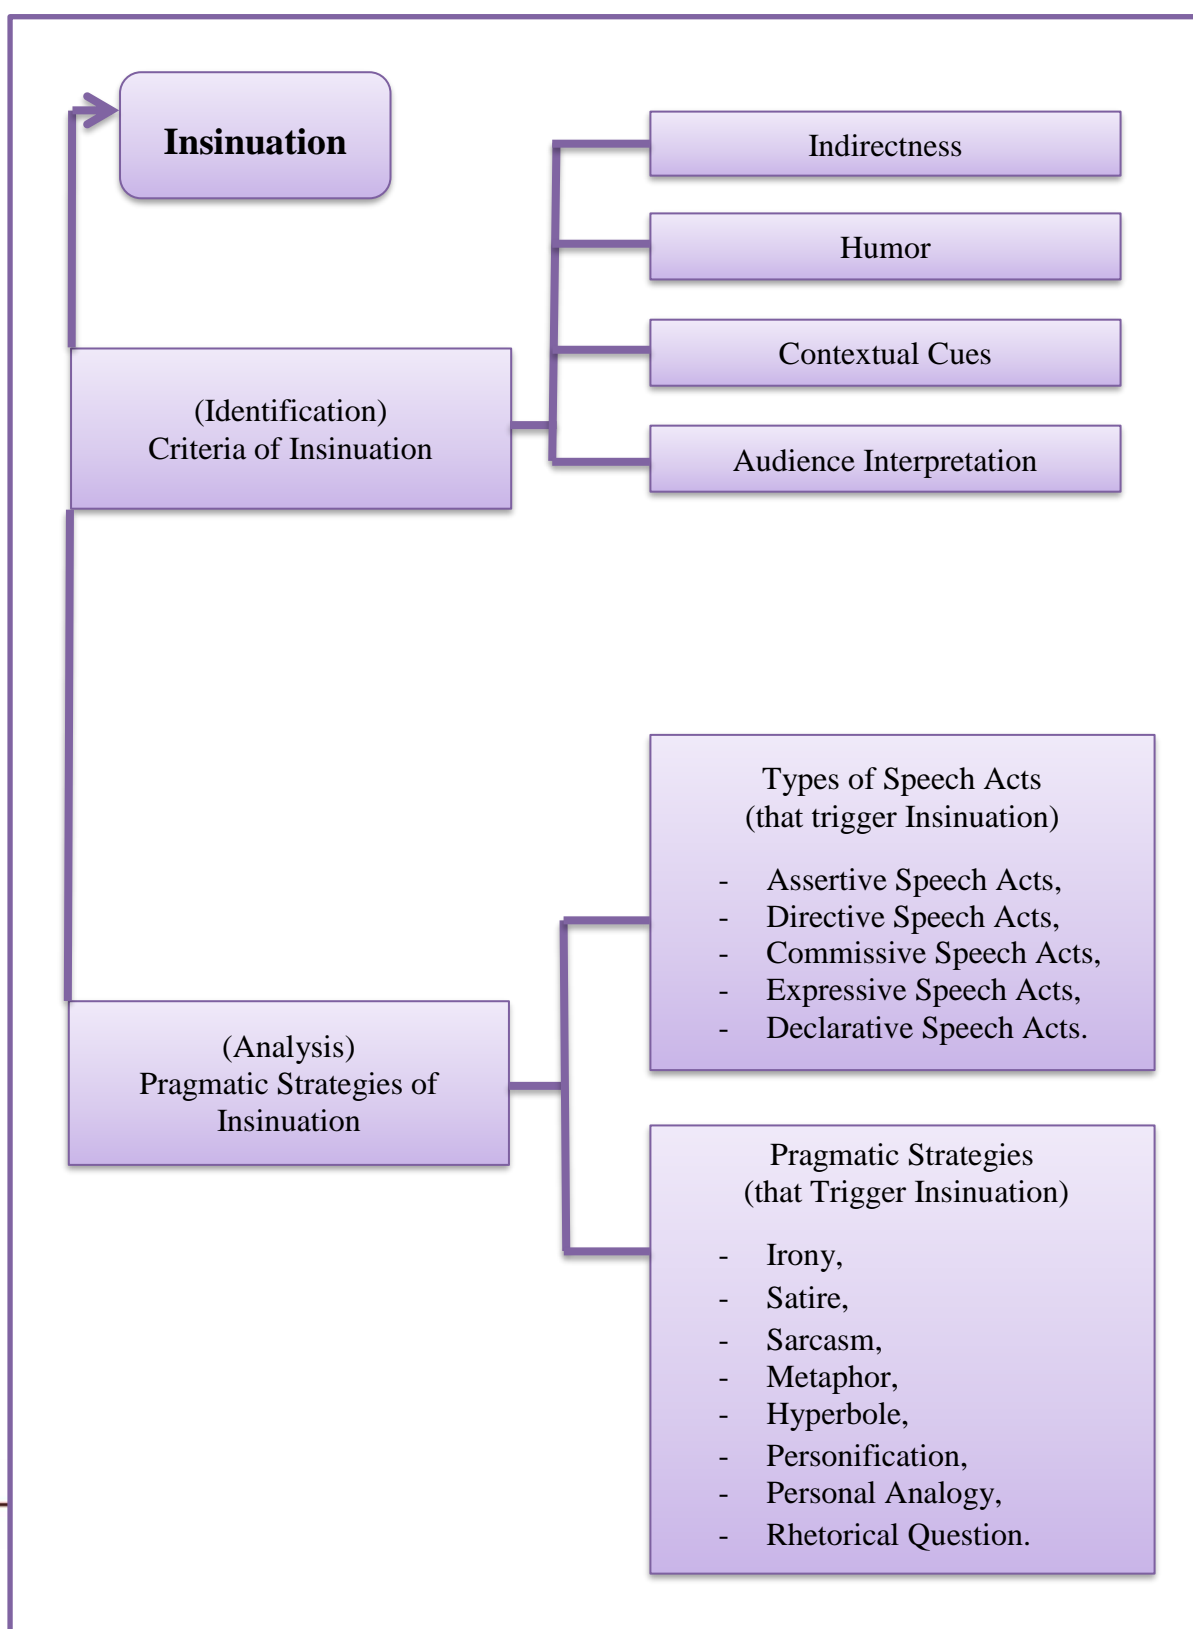 Insinuation
Indirectness
Humor
Contextual Cues
Audience Interpretation
(Identification)
Criteria of Insinuation
Types of Speech Acts
(that trigger Insinuation)
- Assertive Speech Acts,
- Directive Speech Acts,
- Commissive Speech Acts,
- Expressive Speech Acts,
- Declarative Speech Acts.
(Analysis)
Pragmatic Strategies of
Insinuation
Pragmatic Strategies
(that Trigger Insinuation)
- Irony,
- Satire,
- Sarcasm,
- Metaphor,
- Hyperbole,
- Personification,
- Personal Analogy,
- Rhetorical Question.